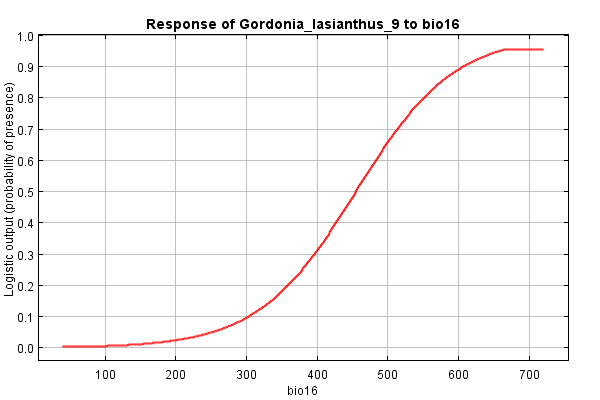 Response of Gordonia_lasianthus_9 to bio16
Logistic output (probability of presence)
1.0
0.9
0.8
0.7
0.6
0.5
0.4
0.3
0.2
0.1
0.0
100 200 300 400 500 600 700
bio16